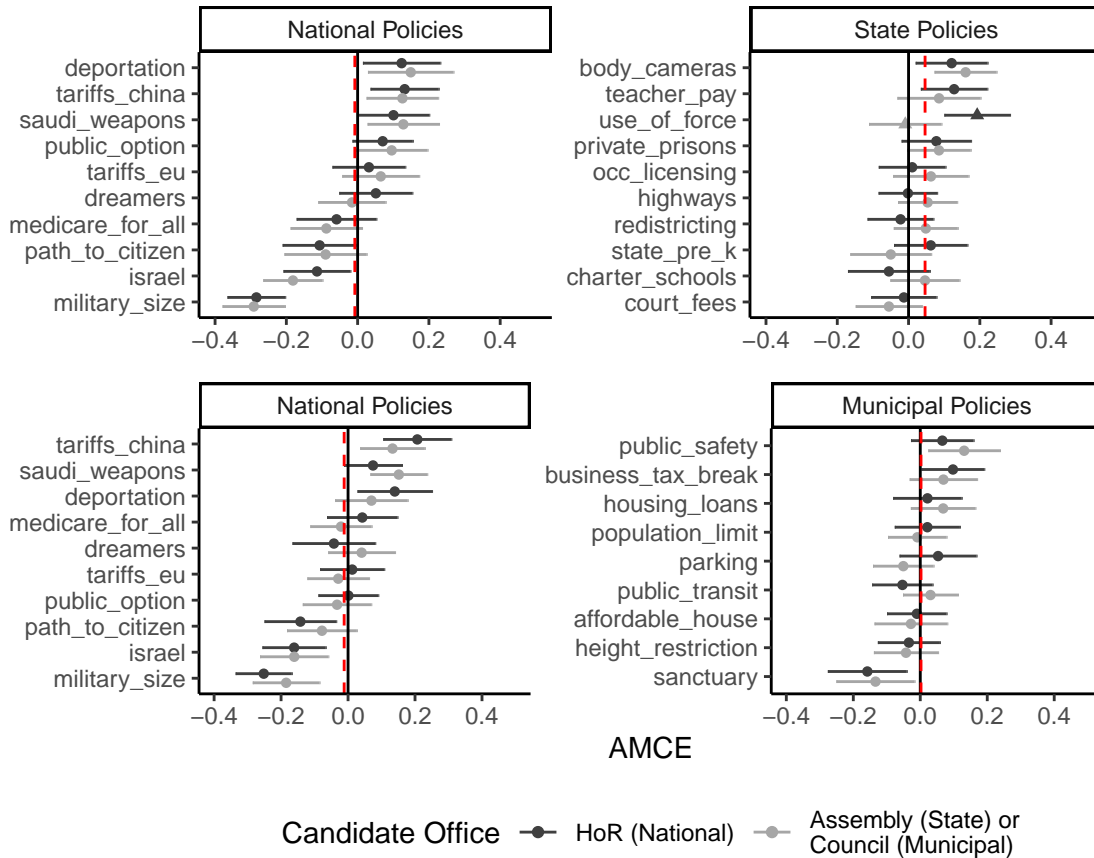 National Policies
deportation
tariffs_china
saudi_weapons
public_option
tariffs_eu
dreamers
medicare_for_all
path_to_citizen
israel
military_size
−0.4 −0.2 0.0 0.2 0.4
State Policies
body_cameras
teacher_pay
use_of_force
private_prisons
occ_licensing
highways
redistricting
state_pre_k
charter_schools
court_fees
−0.4 −0.2 0.0 0.2 0.4
National Policies
tariffs_china
saudi_weapons
deportation
medicare_for_all
dreamers
tariffs_eu
public_option
path_to_citizen
israel
military_size
−0.4 −0.2 0.0 0.2 0.4
Municipal Policies
public_safety
business_tax_break
housing_loans
population_limit
parking
public_transit
affordable_house
height_restriction
sanctuary
−0.4 −0.2 0.0 0.2 0.4
AMCE
Candidate Office
HoR (National)
Assembly (State) or
Council (Municipal)